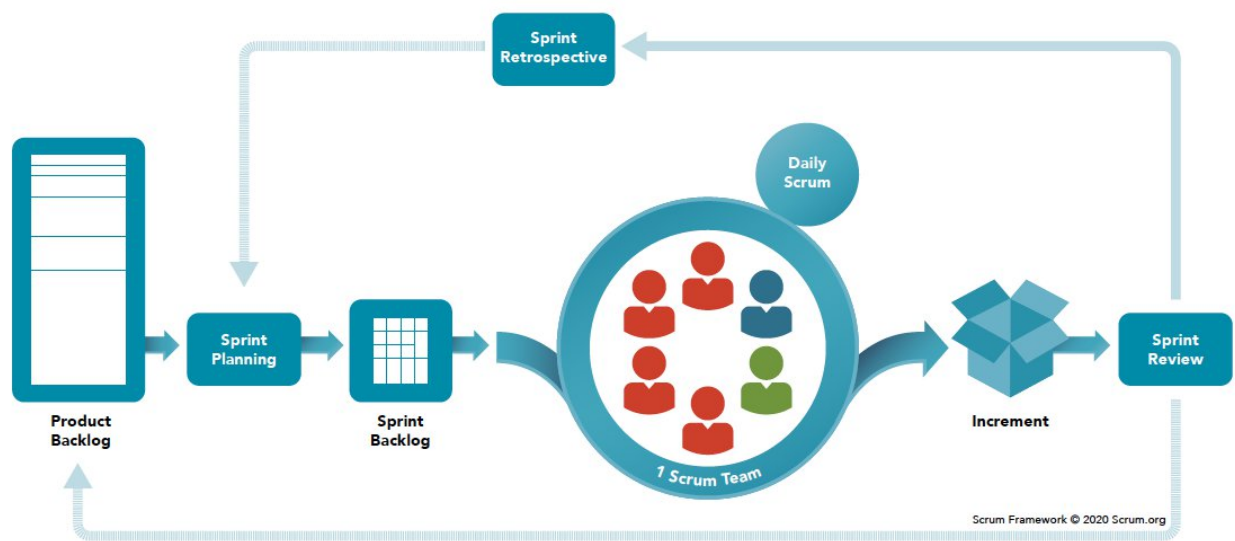 Sprint
Retrospective
Daily
Scrum
Sprint
Planning
Sprint
Review
Product
Backlog
Sprint
Backlog
1 Scrum Team
Increment
Scrum Framework © 2020 Scrum.org